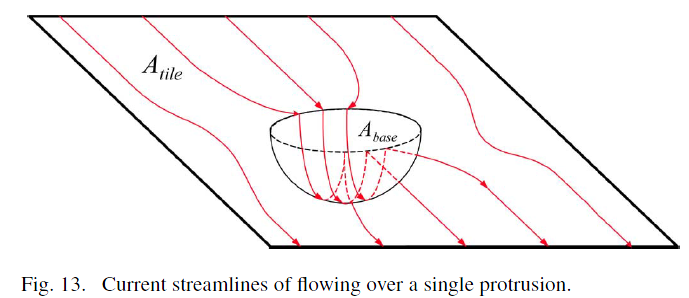 A_tile
A_base
Fig. 13. Current streamlines of flowing over a single protrusion.